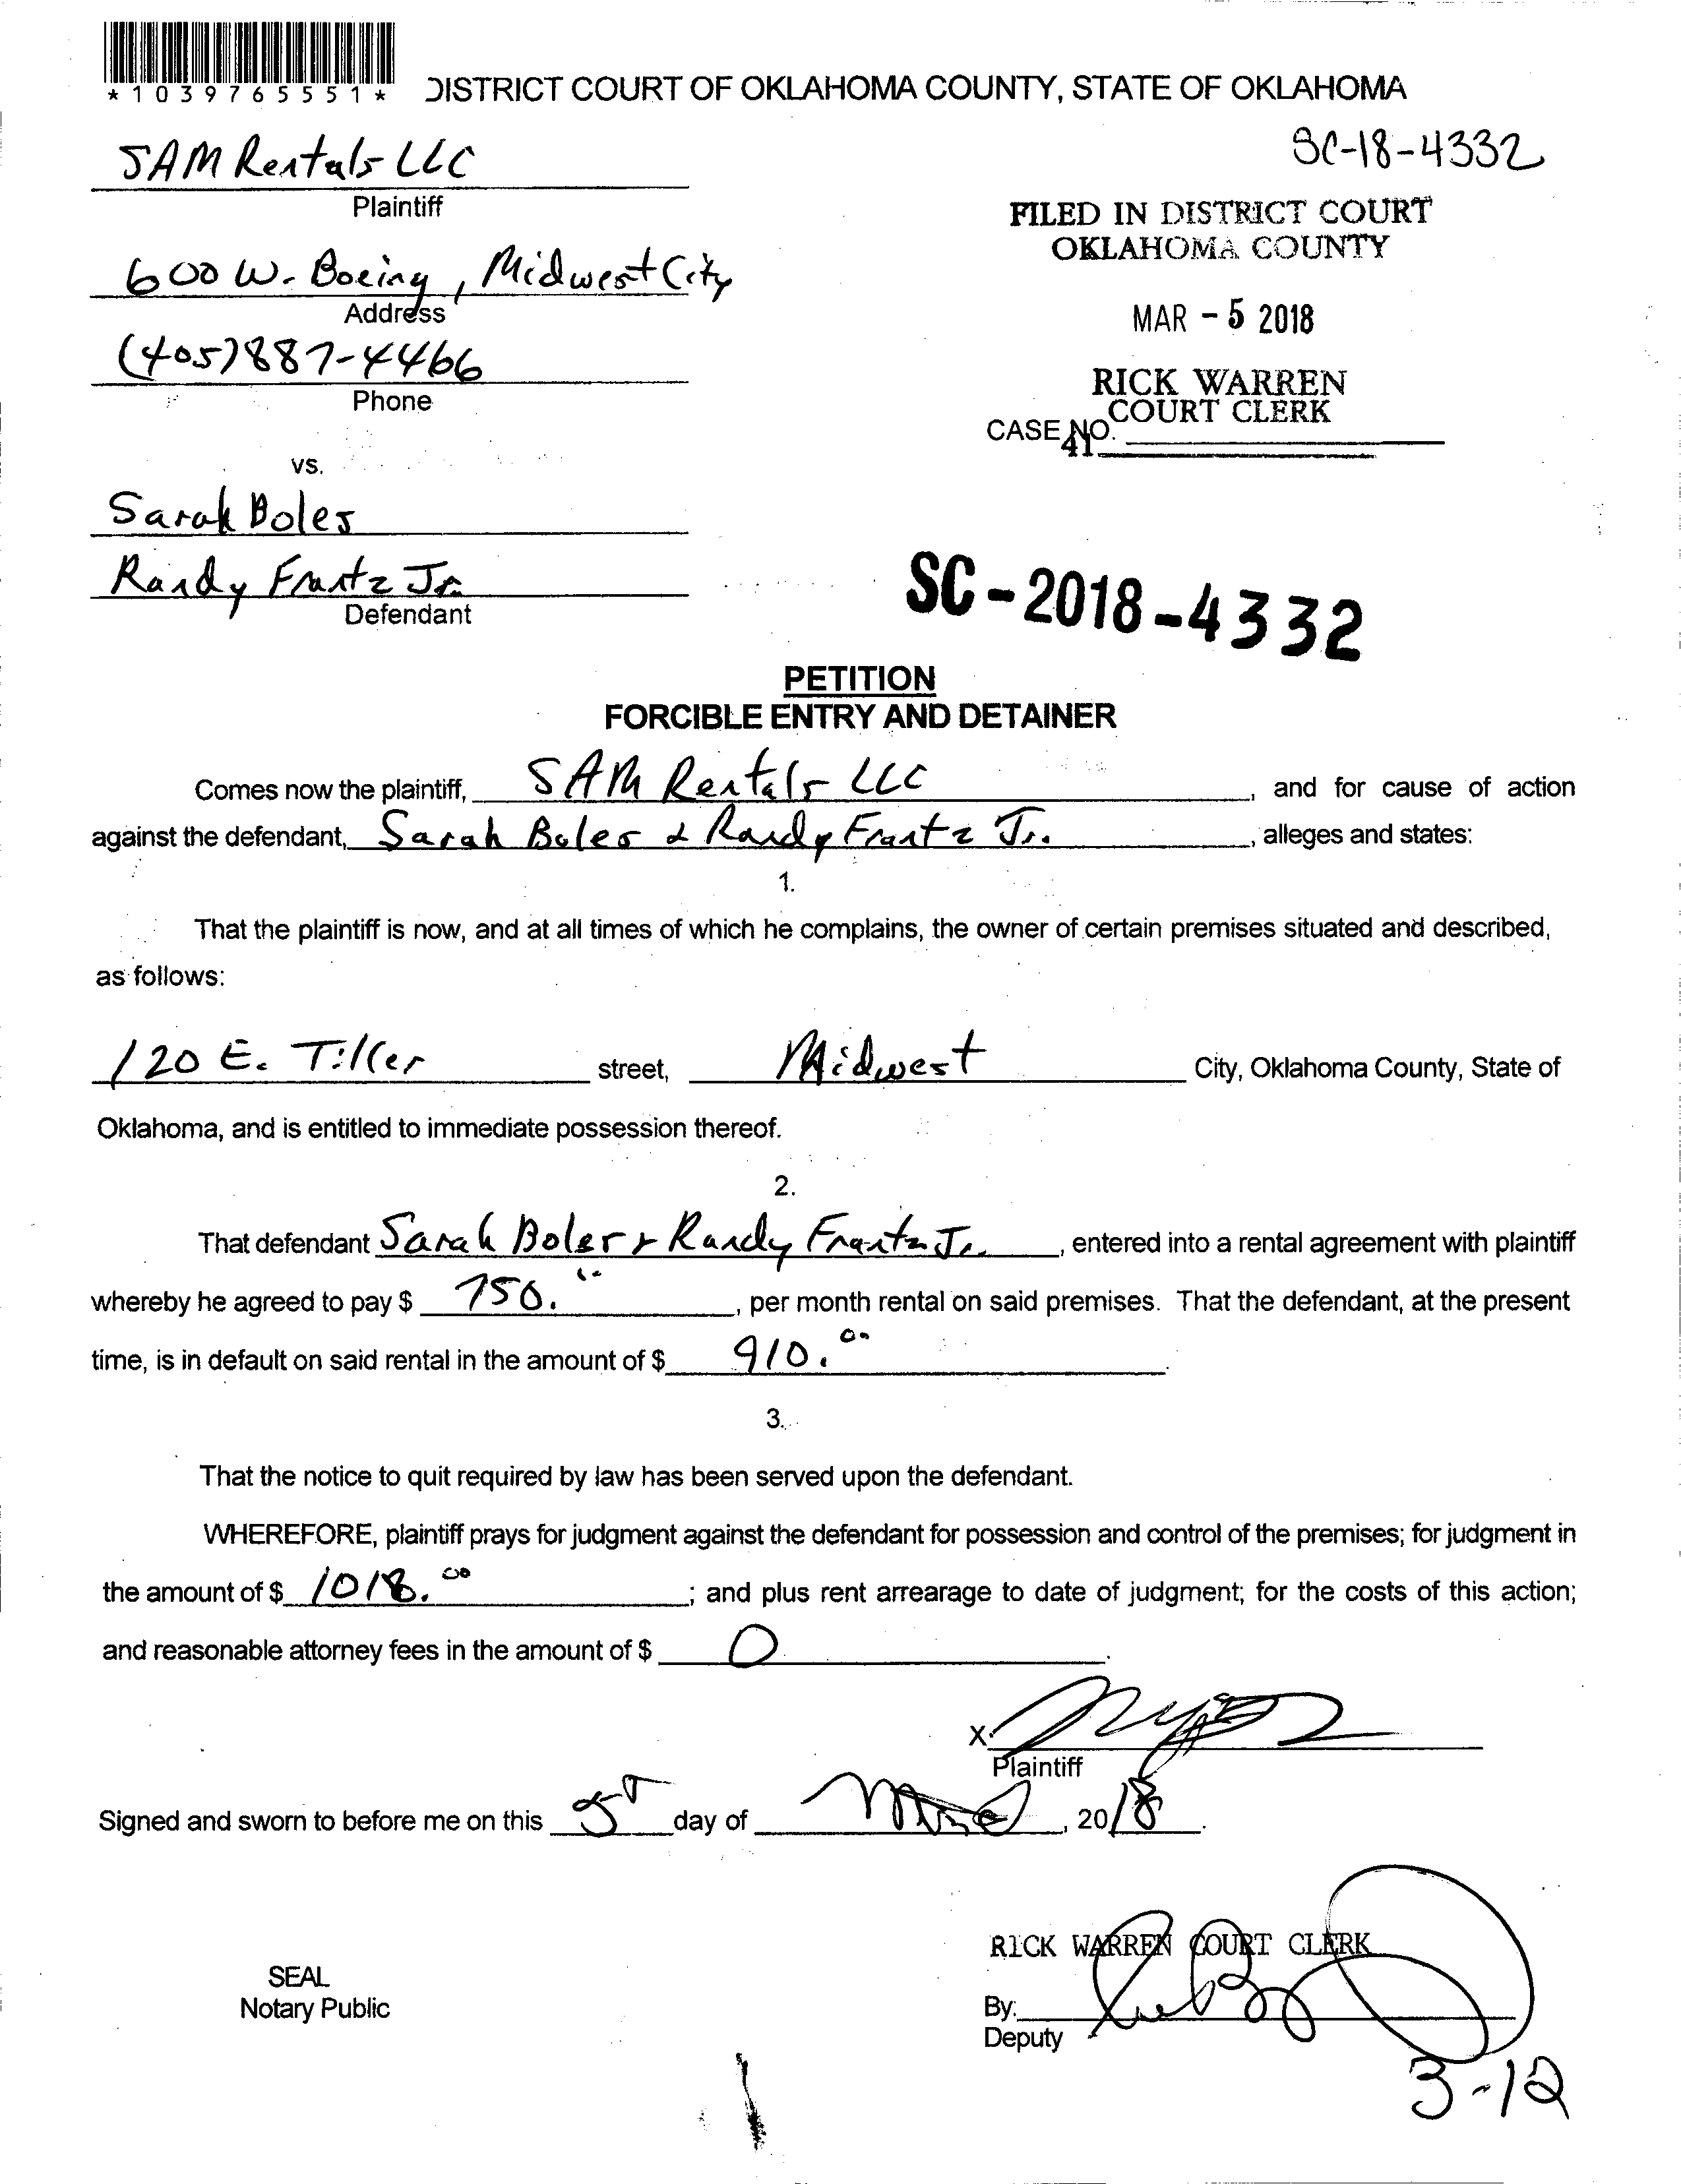 *1039765551*
DISTRICT COURT OF OKLAHOMA COUNTY, STATE OF OKLAHOMA
SAM Rentals LLC
SC-18-4332
Plaintiff
FILED IN DISTRICT COURT
OKLAHOMA COUNTY
600 W. Boeing, Midwest City
Address
MAR - 5 2018
(405)887-4466
Phone
RICK WARREN
COURT CLERK
CASE NO.
41
vs.
Sarah Boles
Randy Frantz Jr.
Defendant
SC-2018-4332
PETITION
FORCIBLE ENTRY AND DETAINER
Comes now the plaintiff, SAM Rentals LLC, and for cause of action
against the defendant, Sarah Boles & Randy Frantz Jr., alleges and states:
1.
That the plaintiff is now, and at all times of which he complains, the owner of certain premises situated and described,
as follows:
120 E. Tiller street, Midwest City, Oklahoma County, State of
Oklahoma, and is entitled to immediate possession thereof.
2.
That defendant Sarah Boles & Randy Frantz Jr., entered into a rental agreement with plaintiff
whereby he agreed to pay $ 750.00, per month rental on said premises. That the defendant, at the present
time, is in default on said rental in the amount of $ 910.00.
3.
That the notice to quit required by law has been served upon the defendant.
WHEREFORE, plaintiff prays for judgment against the defendant for possession and control of the premises; for judgment in
the amount of $ 1018.00; and plus rent arrearage to date of judgment; for the costs of this action;
and reasonable attorney fees in the amount of $ 0.
X
Plaintiff
Signed and sworn to before me on this 5 day of , 2018.
RICK WARREN COURT CLERK
SEAL
Notary Public
By:
Deputy
3-12